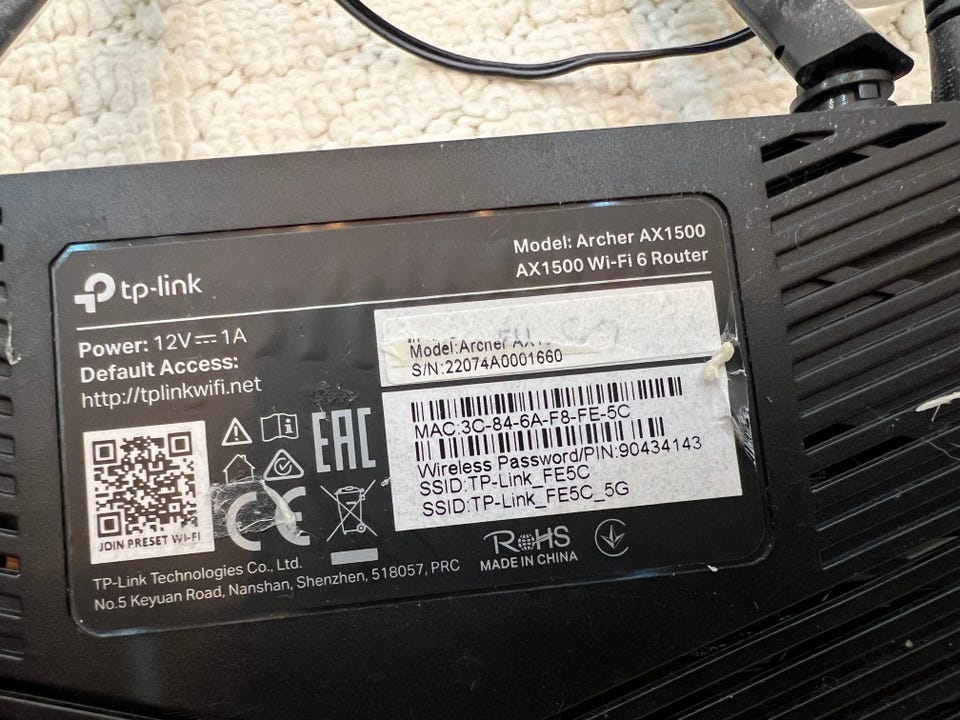 tp-link
Model: Archer AX1500
AX1500 Wi-Fi 6 Router
Power: 12V⎓1A
Default Access:
http://tplinkwifi.net
Model:Archer
S/N:22074A0001660
MAC:3C-84-6A-F8-FE-5C
Wireless Password/PIN:90434143
SSID:TP-Link_FE5C
SSID:TP-Link_FE5C_5G
EAC
CE
JOIN PRESET WI-FI
RoHS
MADE IN CHINA
TP-Link Technologies Co., Ltd.
No.5 Keyuan Road, Nanshan, Shenzhen, 518057, PRC